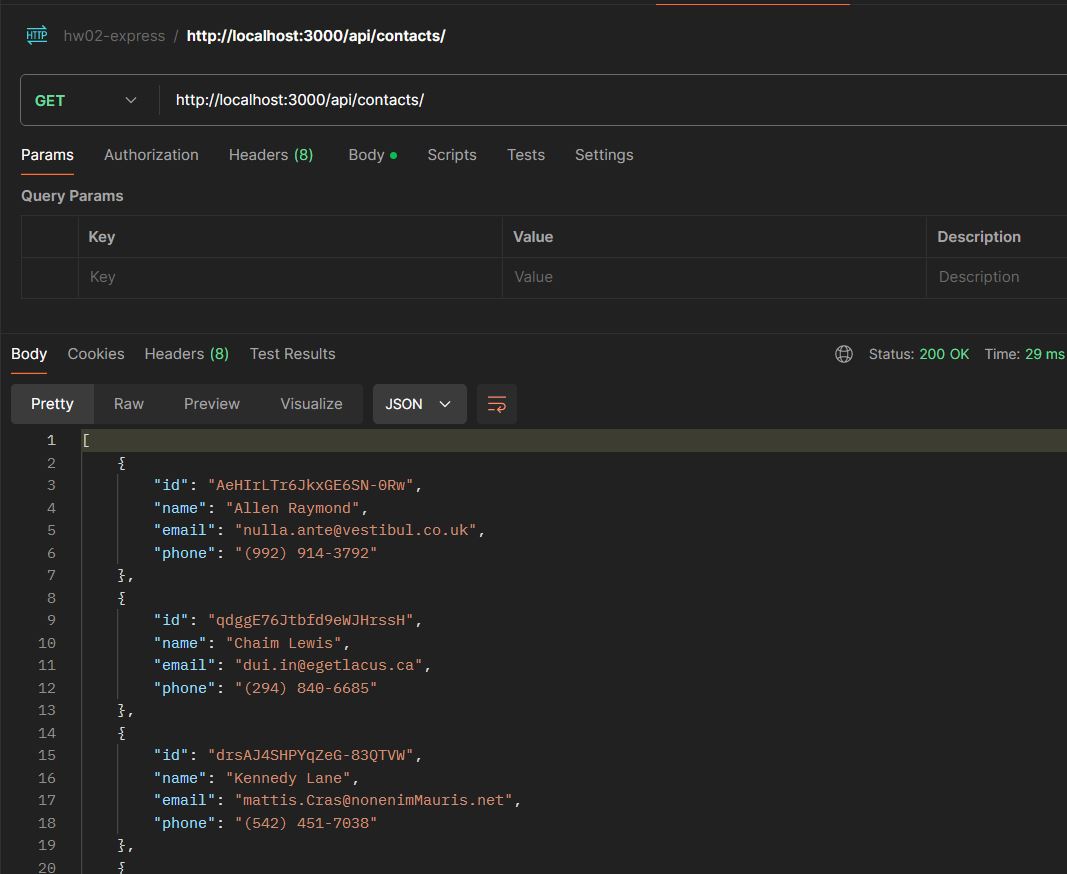 HTTP hw02-express / http://localhost:3000/api/contacts/
GET http://localhost:3000/api/contacts/
Params Authorization Headers (8) Body Scripts Tests Settings
Query Params
Key Value Description
Key Value Description
Body Cookies Headers (8) Test Results Status: 200 OK Time: 29 ms
Pretty Raw Preview Visualize JSON
1 [
2 {
3 "id": "AeHIrLTr6JkxGE6SN-0Rw",
4 "name": "Allen Raymond",
5 "email": "nulla.ante@vestibul.co.uk",
6 "phone": "(992) 914-3792"
7 },
8 {
9 "id": "qdggE76Jtbfd9eWJHrssH",
10 "name": "Chaim Lewis",
11 "email": "dui.in@egetlacus.ca",
12 "phone": "(294) 840-6685"
13 },
14 {
15 "id": "drsAJ4SHPYqZeG-83QTVW",
16 "name": "Kennedy Lane",
17 "email": "mattis.Cras@nonenimMauris.net",
18 "phone": "(542) 451-7038"
19 },
20 {